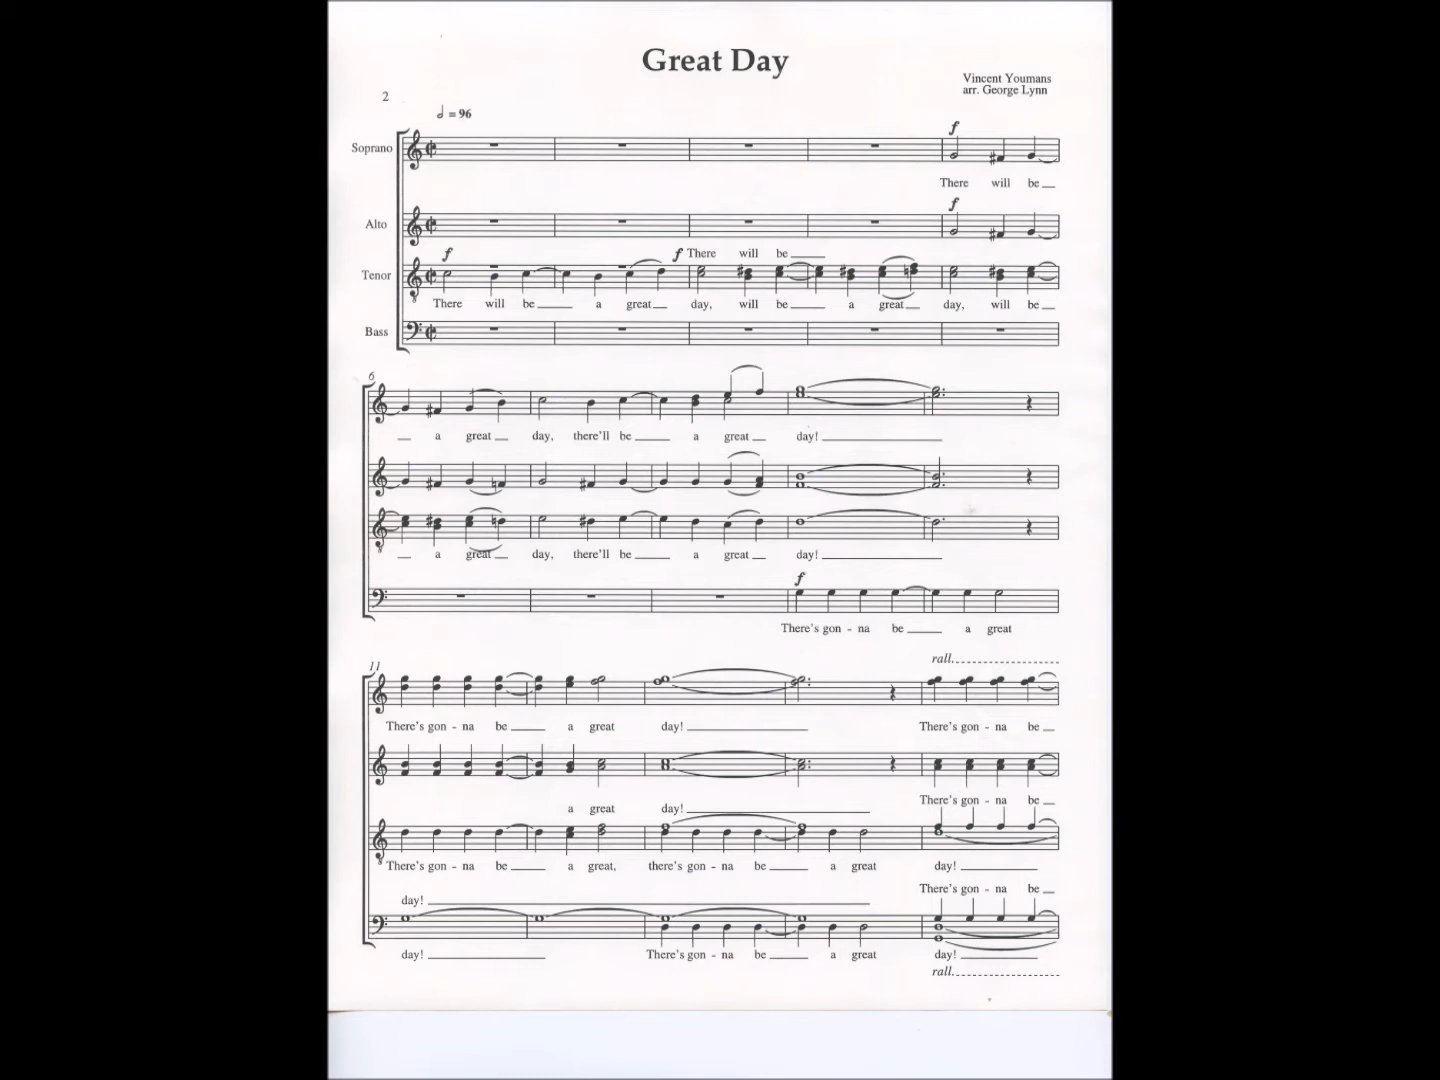 Great Day
Vincent Youmans
arr. George Lynn
2
= 96
Soprano
f
There will be
Alto
f
f
f There will be
Tenor
There will be a great day, will be a great day, will be
Bass
6
a great day, there'll be a great day!
a great day, there'll be a great day!
f
There's gon - na be a great
rall.
11
There's gon - na be a great day! There's gon - na be
There's gon - na be
a great day!
There's gon - na be a great, there's gon - na be a great day!
There's gon - na be
day!
day! There's gon - na be a great day!
rall.